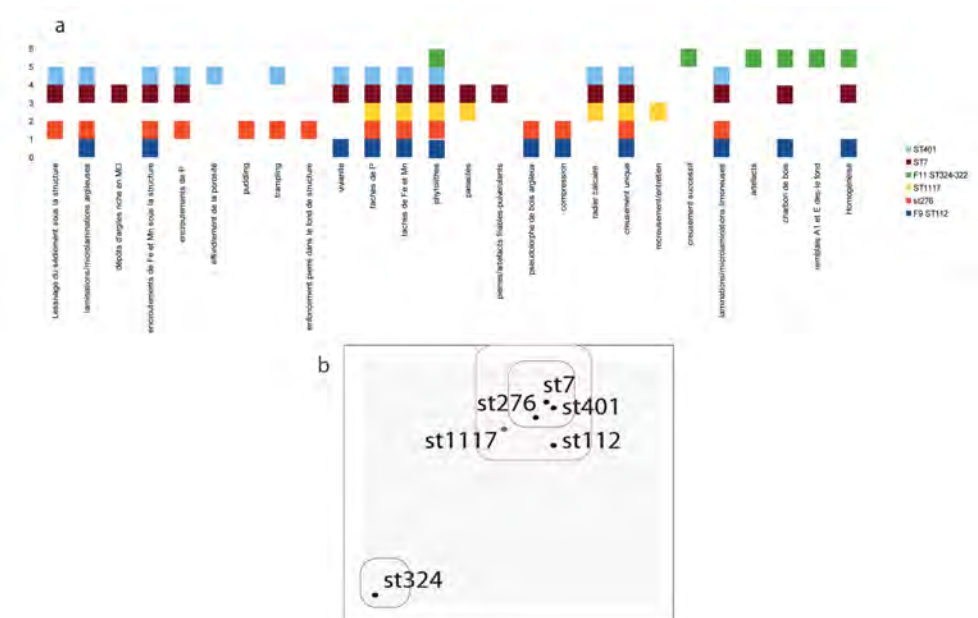 a
6
5
4
3
2
1
0
Lessivage du sédiment sous la structure
laminations/microlaminations argileuses
dépôts d'argiles riche en MO
encroutements de Fe et Mn sous la structure
encroutements de P
effondrement de la porosité
pudding
trampling
enfoncement pierre dans le fond de structure
vivianite
taches de P
taches de Fe et Mn
phytolithes
parasites
pierres/artefacts friables-pulvérulents
pseudomorphe de bois argileux
compression
radier calcaire
creusement unique
recreusement/entretien
creusement successif
laminations/microlaminations limoneuses
artefacts
charbon de bois
remblais A1 et E des le fond
Homogénéisé
ST401
ST7
F11 ST324-322
ST1117
st276
F9 ST112
b
st7
st276
st401
st1117
st112
st324